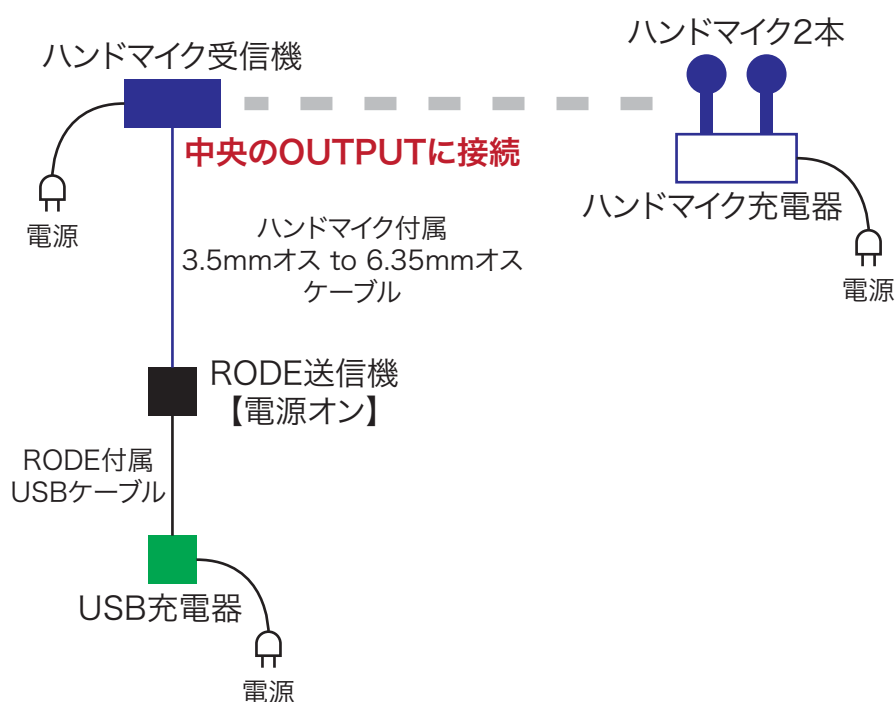 ハンドマイク受信機
ハンドマイク2本
中央のOUTPUTに接続
電源
ハンドマイク充電器
電源
ハンドマイク付属
3.5mmオス to 6.35mmオス
ケーブル
RODE送信機
【電源オン】
RODE付属
USBケーブル
USB充電器
電源